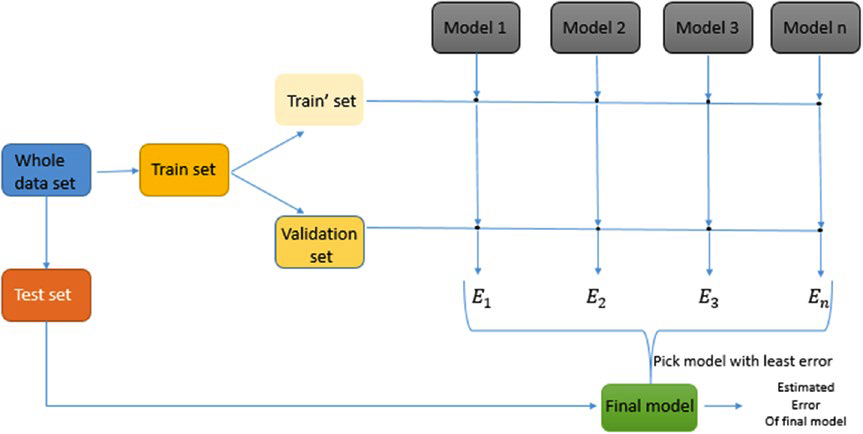 Model 1
Model 2
Model 3
Model n
Train’ set
Whole
data set
Train set
Validation
set
Test set
E₁
E₂
E₃
Eₙ
Pick model with least error
Final model
Estimated
Error
Of final model